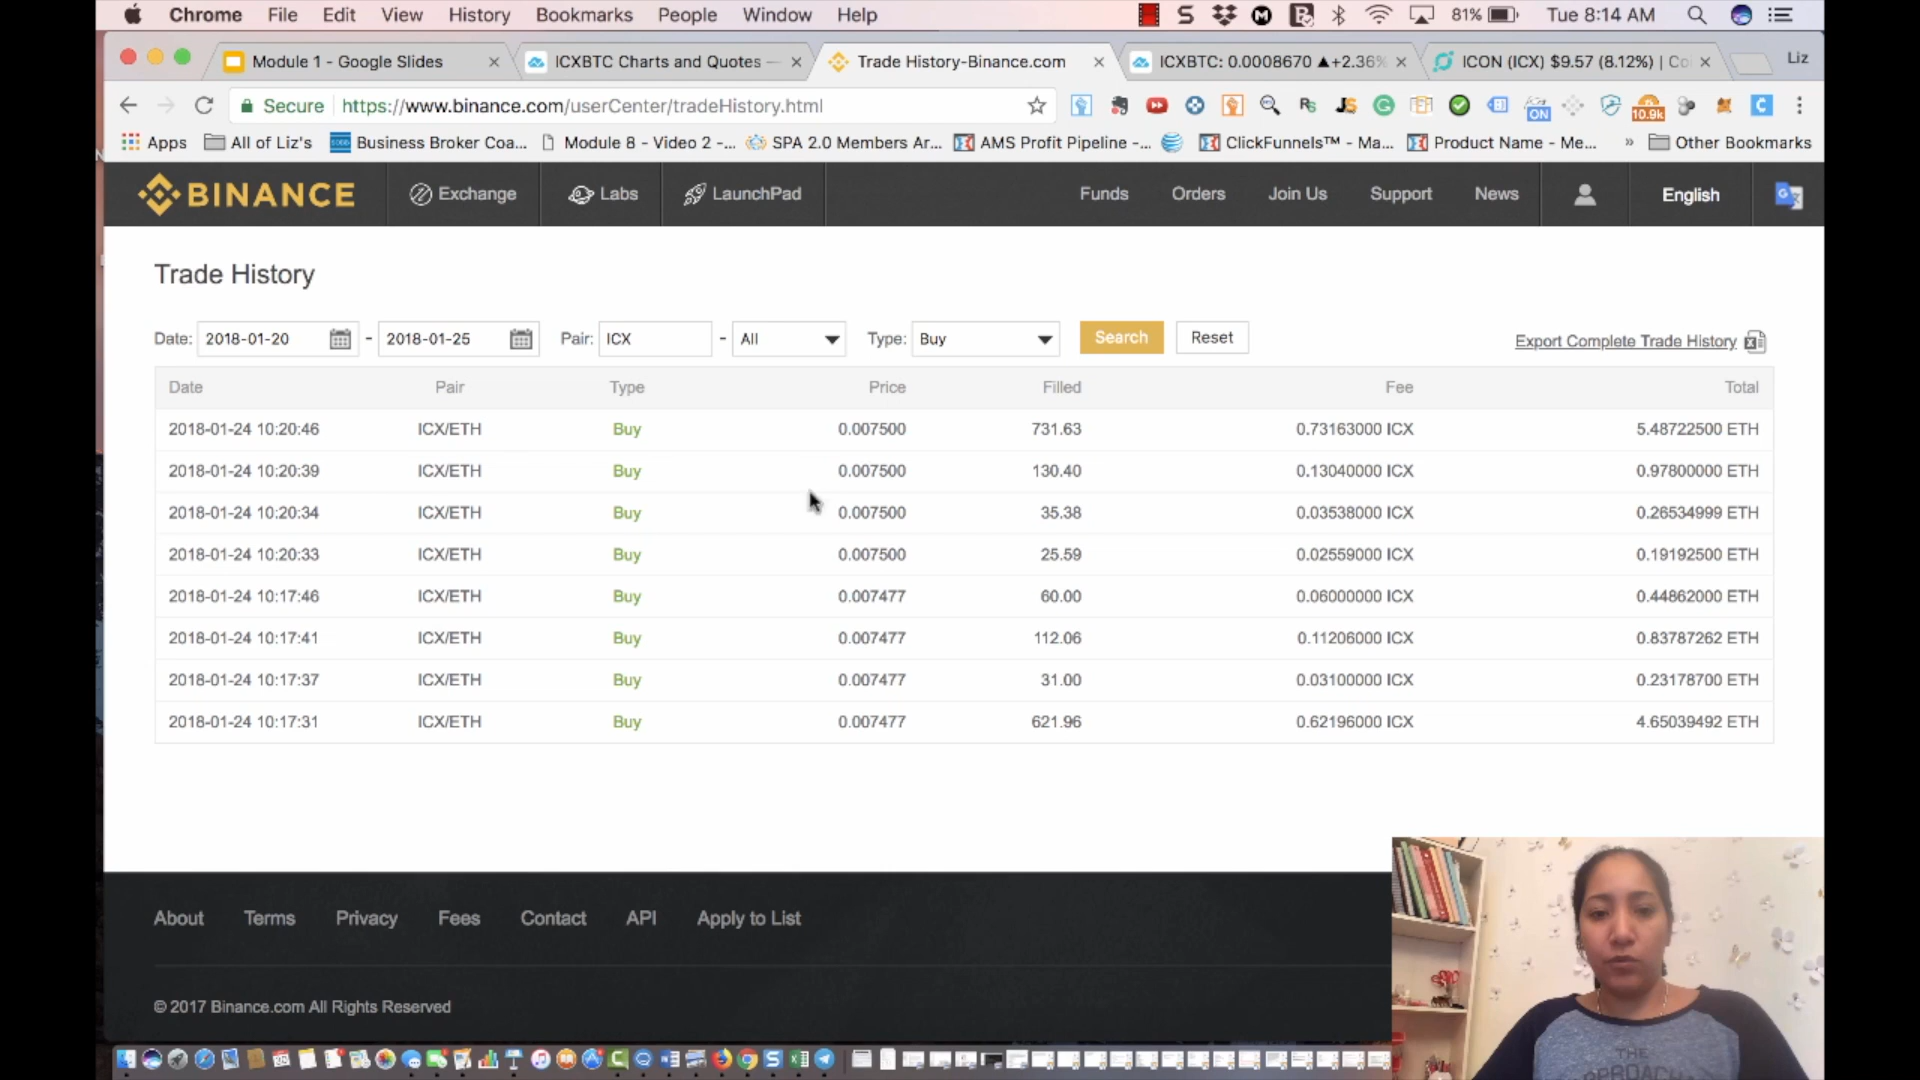 Chrome File Edit View History Bookmarks People Window Help 81% Tue 8:14 AM
Module 1 - Google Slides ICXBTC Charts and Quotes — Trade History-Binance.com ICXBTC: 0.0008670 ▲+2.36% ICON (ICX) $9.57 (8.12%) | Co Liz
Secure https://www.binance.com/userCenter/tradeHistory.html ON 10.9k
Apps All of Liz's Business Broker Coa... Module 8 - Video 2 -... SPA 2.0 Members Ar... AMS Profit Pipeline -... ClickFunnels™ - Ma... Product Name - Me... » Other Bookmarks
BINANCE Exchange Labs LaunchPad Funds Orders Join Us Support News English
Trade History
Date: 2018-01-20 - 2018-01-25 Pair: ICX - All Type: Buy Search Reset Export Complete Trade History
Date Pair Type Price Filled Fee Total
2018-01-24 10:20:46 ICX/ETH Buy 0.007500 731.63 0.73163000 ICX 5.48722500 ETH
2018-01-24 10:20:39 ICX/ETH Buy 0.007500 130.40 0.13040000 ICX 0.97800000 ETH
2018-01-24 10:20:34 ICX/ETH Buy 0.007500 35.38 0.03538000 ICX 0.26534999 ETH
2018-01-24 10:20:33 ICX/ETH Buy 0.007500 25.59 0.02559000 ICX 0.19192500 ETH
2018-01-24 10:17:46 ICX/ETH Buy 0.007477 60.00 0.06000000 ICX 0.44862000 ETH
2018-01-24 10:17:41 ICX/ETH Buy 0.007477 112.06 0.11206000 ICX 0.83787262 ETH
2018-01-24 10:17:37 ICX/ETH Buy 0.007477 31.00 0.03100000 ICX 0.23178700 ETH
2018-01-24 10:17:31 ICX/ETH Buy 0.007477 621.96 0.62196000 ICX 4.65039492 ETH
About Terms Privacy Fees Contact API Apply to List
© 2017 Binance.com All Rights Reserved
THE